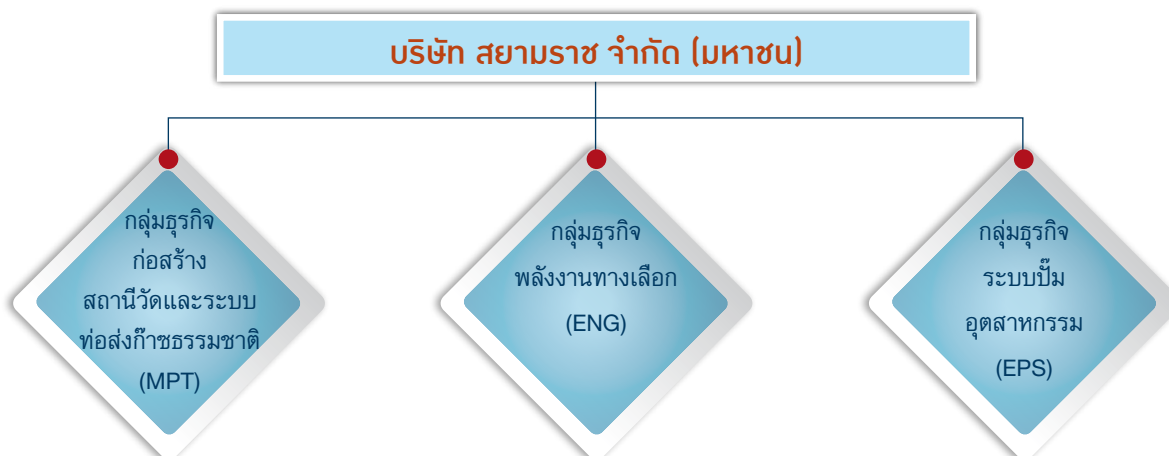 บริษัท สยามราช จำกัด (มหาชน)
กลุ่มธุรกิจ
ก่อสร้าง
สถานีวัดและระบบ
ท่อส่งก๊าซธรรมชาติ
(MPT)
กลุ่มธุรกิจ
พลังงานทางเลือก
(ENG)
กลุ่มธุรกิจ
ระบบปั๊ม
อุตสาหกรรม
(EPS)